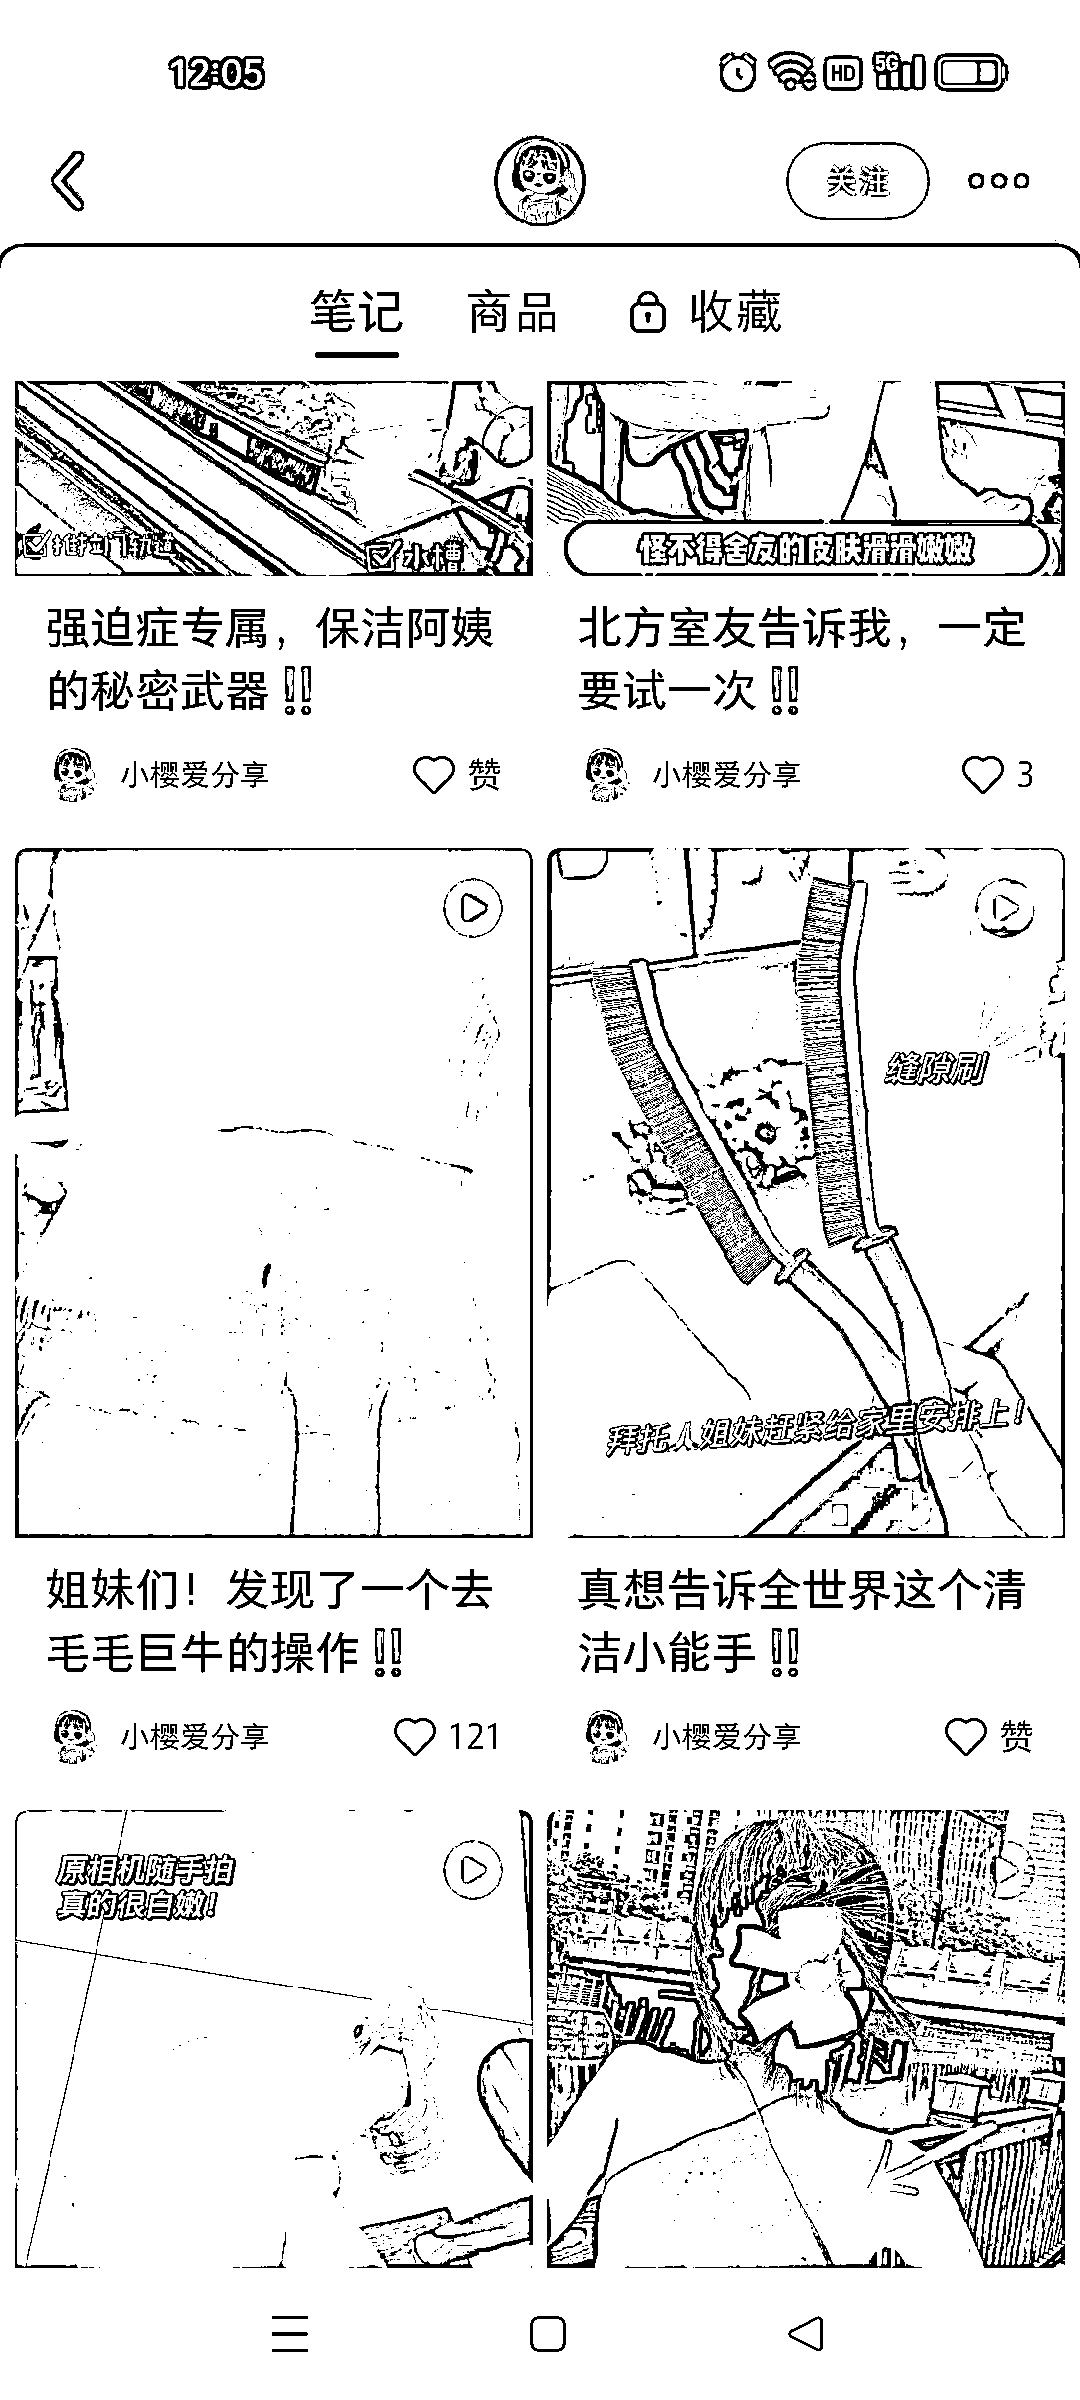 12:05
HD 5G
关注
笔记 商品 收藏
推拉门轨道
水槽
怪不得舍友的皮肤滑滑嫩嫩
强迫症专属，保洁阿姨
的秘密武器‼
小樱爱分享 赞
北方室友告诉我，一定
要试一次‼
小樱爱分享 3
缝隙刷
拜托人姐妹赶紧给家里安排上！
姐妹们！发现了一个去
毛毛巨牛的操作‼
小樱爱分享 121
真想告诉全世界这个清
洁小能手‼
小樱爱分享 赞
原相机随手拍
真的很白嫩！